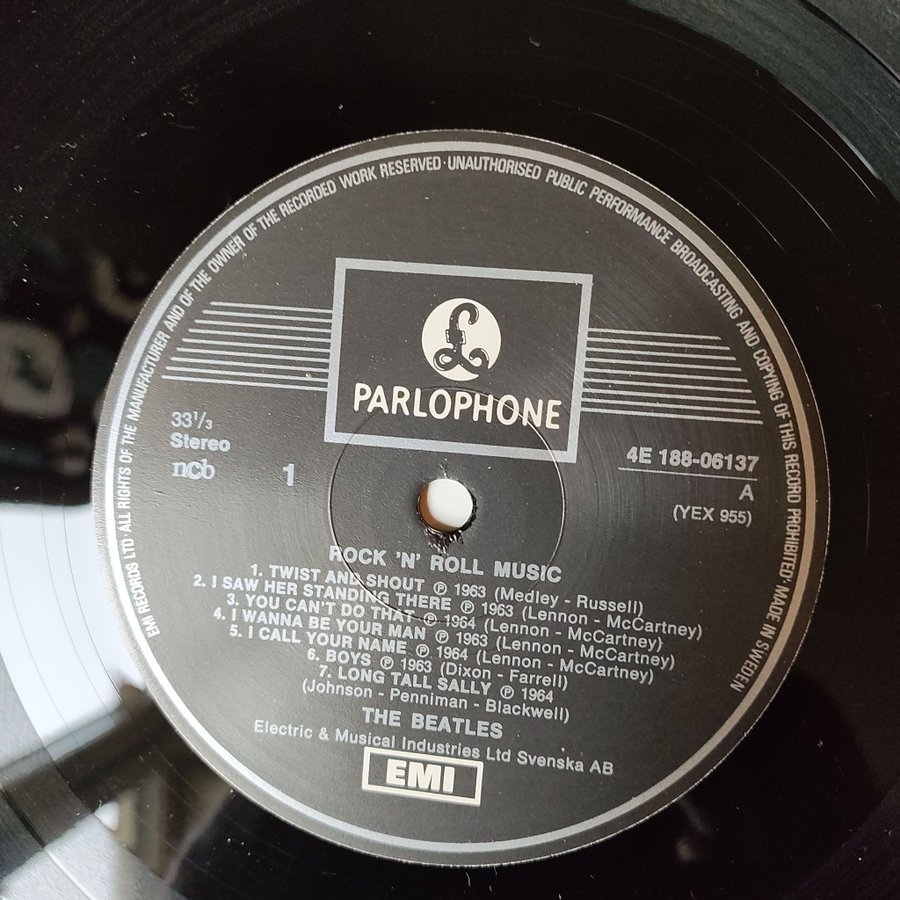 EMI RECORDS LTD · ALL RIGHTS OF THE MANUFACTURER AND OF THE OWNER OF THE RECORDED WORK RESERVED · UNAUTHORISED PUBLIC PERFORMANCE BROADCASTING AND COPYING OF THIS RECORD PROHIBITED · MADE IN SWEDEN
£
PARLOPHONE
33 1/3
Stereo
ncb
1
4E 188-06137
A
(YEX 955)
ROCK 'N' ROLL MUSIC
1. TWIST AND SHOUT ℗ 1963 (Medley - Russell)
2. I SAW HER STANDING THERE ℗ 1963 (Lennon - McCartney)
3. YOU CAN'T DO THAT ℗ 1964 (Lennon - McCartney)
4. I WANNA BE YOUR MAN ℗ 1963 (Lennon - McCartney)
5. I CALL YOUR NAME ℗ 1964 (Lennon - McCartney)
6. BOYS ℗ 1963 (Dixon - Farrell)
7. LONG TALL SALLY ℗ 1964
(Johnson - Penniman - Blackwell)
THE BEATLES
Electric & Musical Industries Ltd Svenska AB
EMI